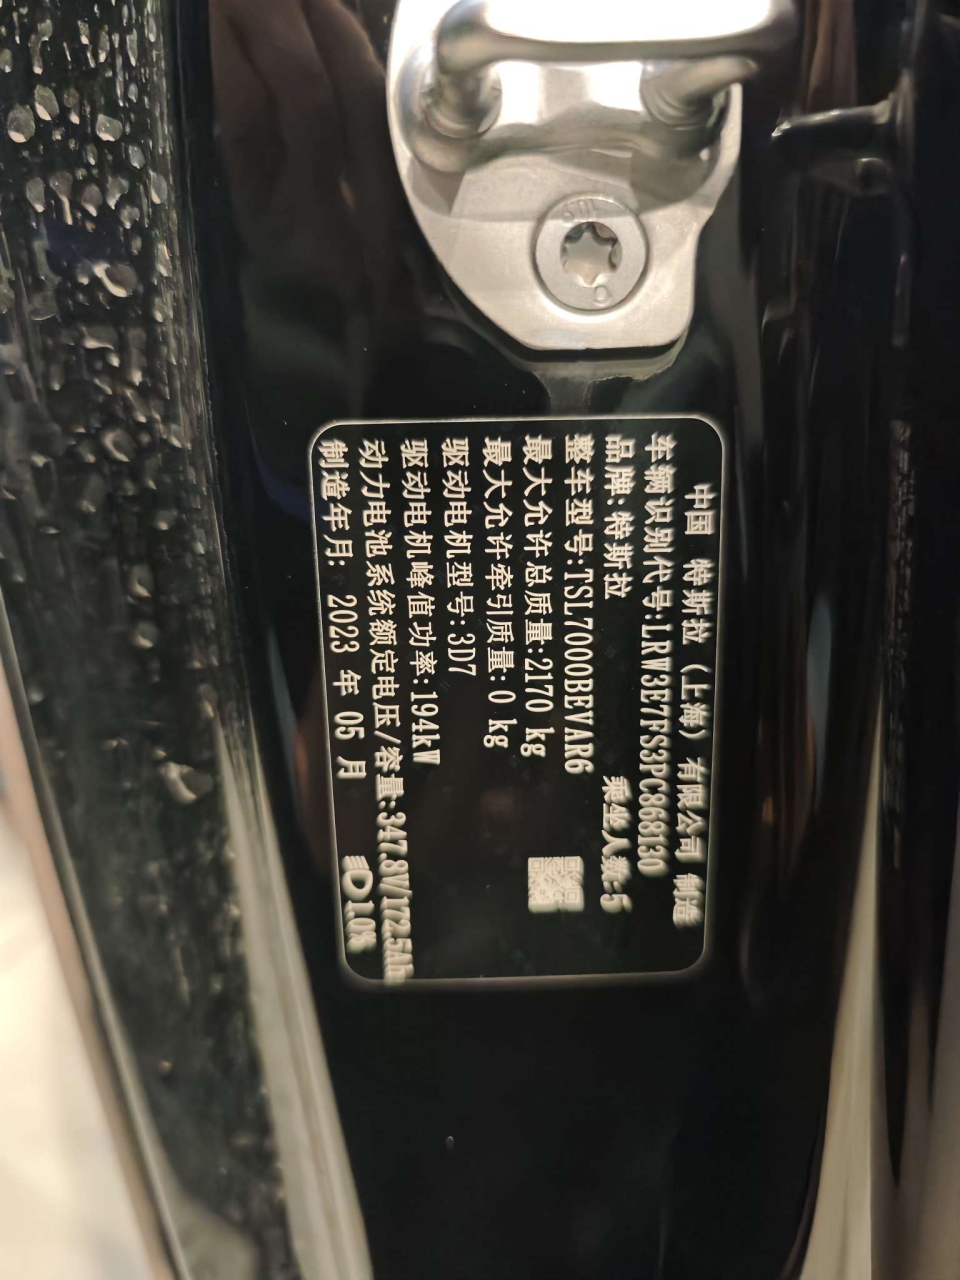 中国 特斯拉（上海）有限公司 制造
车辆识别代号:LRW3E7FS3PC868130
品牌:特斯拉 乘坐人数:5
整车型号:TSL7000BEVAR6
最大允许总质量:2170 kg
最大允许牵引质量:0 kg
驱动电机型号:3D7
驱动电机峰值功率:194kW
动力电池系统额定电压/容量:347.8V/172.5Ah
制造年月: 2023 年 05 月 1.0%